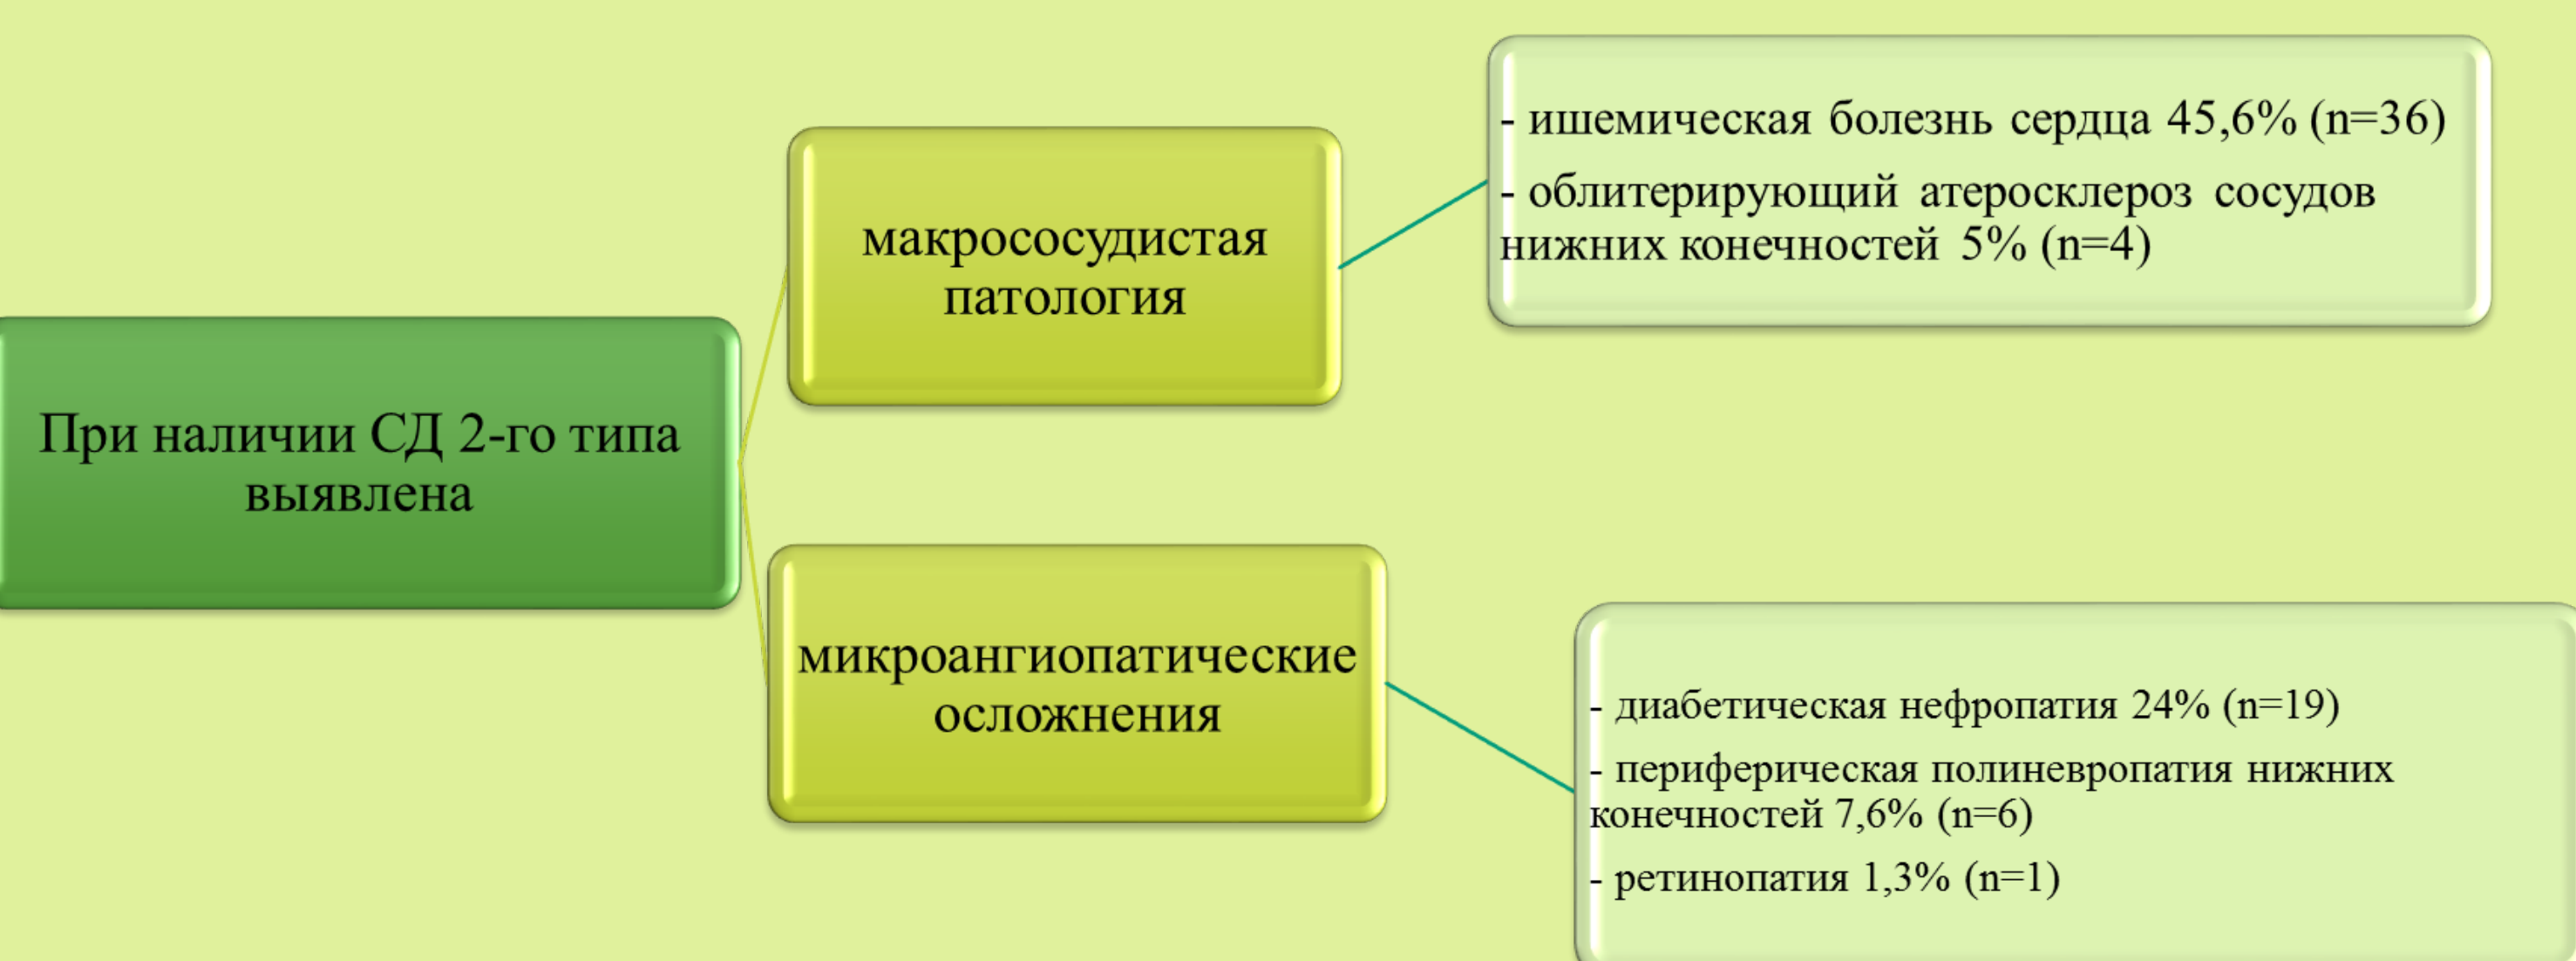 При наличии СД 2-го типа
выявлена
макрососудистая
патология
- ишемическая болезнь сердца 45,6% (n=36)
- облитерирующий атеросклероз сосудов
нижних конечностей 5% (n=4)
микроангиопатические
осложнения
- диабетическая нефропатия 24% (n=19)
- периферическая полиневропатия нижних
конечностей 7,6% (n=6)
- ретинопатия 1,3% (n=1)